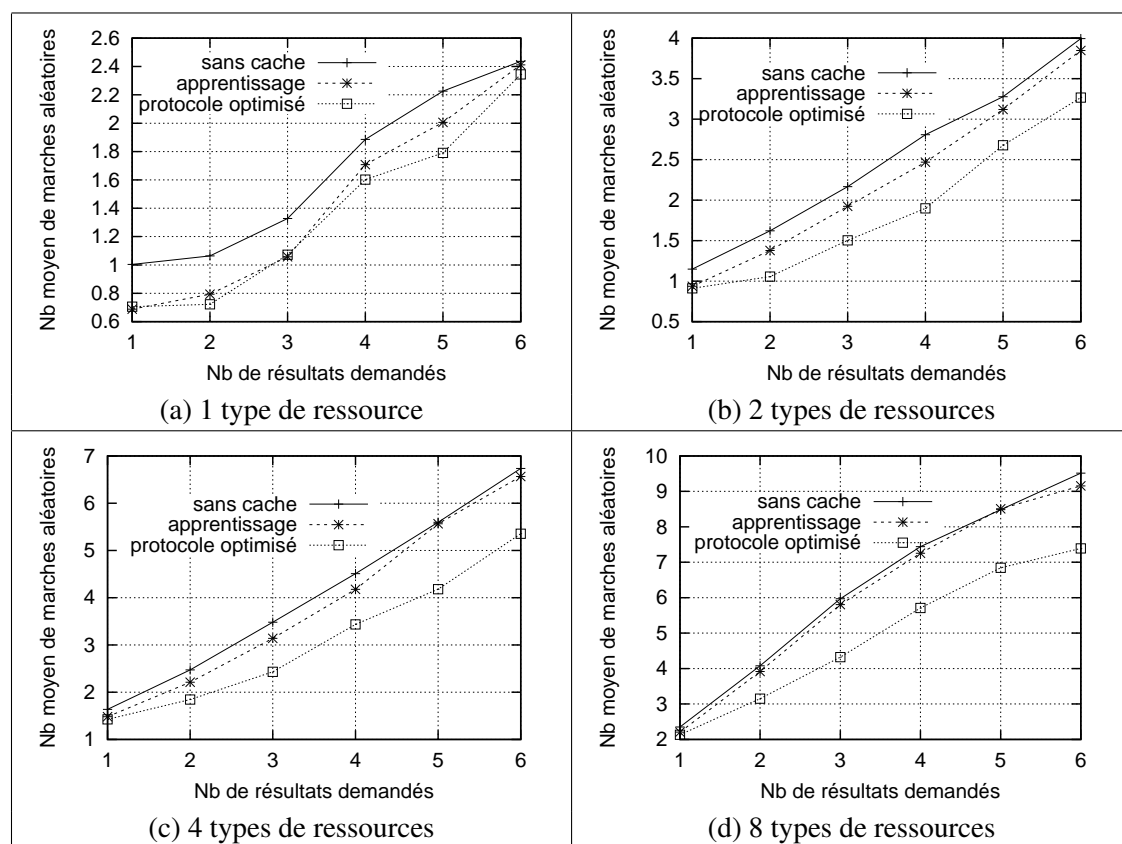 Nb moyen de marches aléatoires
2.6
2.4
2.2
2
1.8
1.6
1.4
1.2
1
0.8
0.6
sans cache
apprentissage
protocole optimisé
1 2 3 4 5 6
Nb de résultats demandés
(a) 1 type de ressource
Nb moyen de marches aléatoires
4
3.5
3
2.5
2
1.5
1
0.5
sans cache
apprentissage
protocole optimisé
1 2 3 4 5 6
Nb de résultats demandés
(b) 2 types de ressources
Nb moyen de marches aléatoires
7
6
5
4
3
2
1
sans cache
apprentissage
protocole optimisé
1 2 3 4 5 6
Nb de résultats demandés
(c) 4 types de ressources
Nb moyen de marches aléatoires
10
9
8
7
6
5
4
3
2
sans cache
apprentissage
protocole optimisé
1 2 3 4 5 6
Nb de résultats demandés
(d) 8 types de ressources